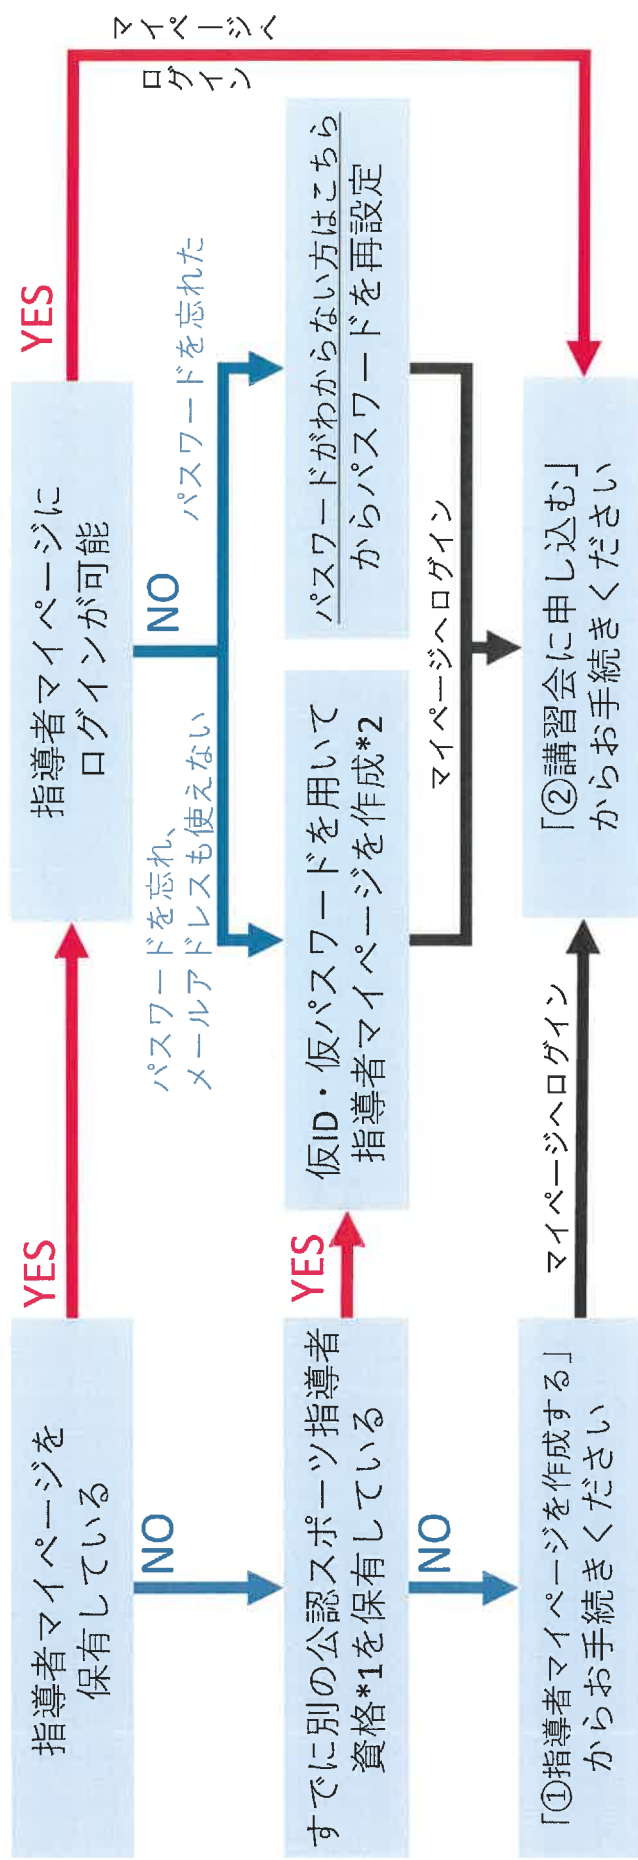 指導者マイページを
保有している
YES
指導者マイページに
ログインが可能
YES
マイページへ
ログイン
NO
NO
パスワードを忘れ、
メールアドレスも使えない
パスワードを忘れた
すでに別の公認スポーツ指導者
資格*1を保有している
YES
仮ID・仮パスワードを用いて
指導者マイページを作成*2
パスワードがわからない方はこちら
からパスワードを再設定
NO
マイページへログイン
「①指導者マイページを作成する」
からお手続きください
マイページへログイン
「②講習会に申し込む」
からお手続きください